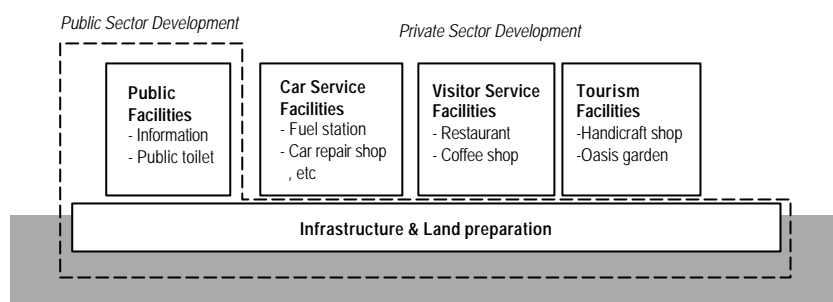 Public Sector Development
Private Sector Development
Public
Facilities
- Information
- Public toilet
Car Service
Facilities
- Fuel station
- Car repair shop
, etc
Visitor Service
Facilities
- Restaurant
- Coffee shop
Tourism
Facilities
-Handicraft shop
-Oasis garden
Infrastructure & Land preparation